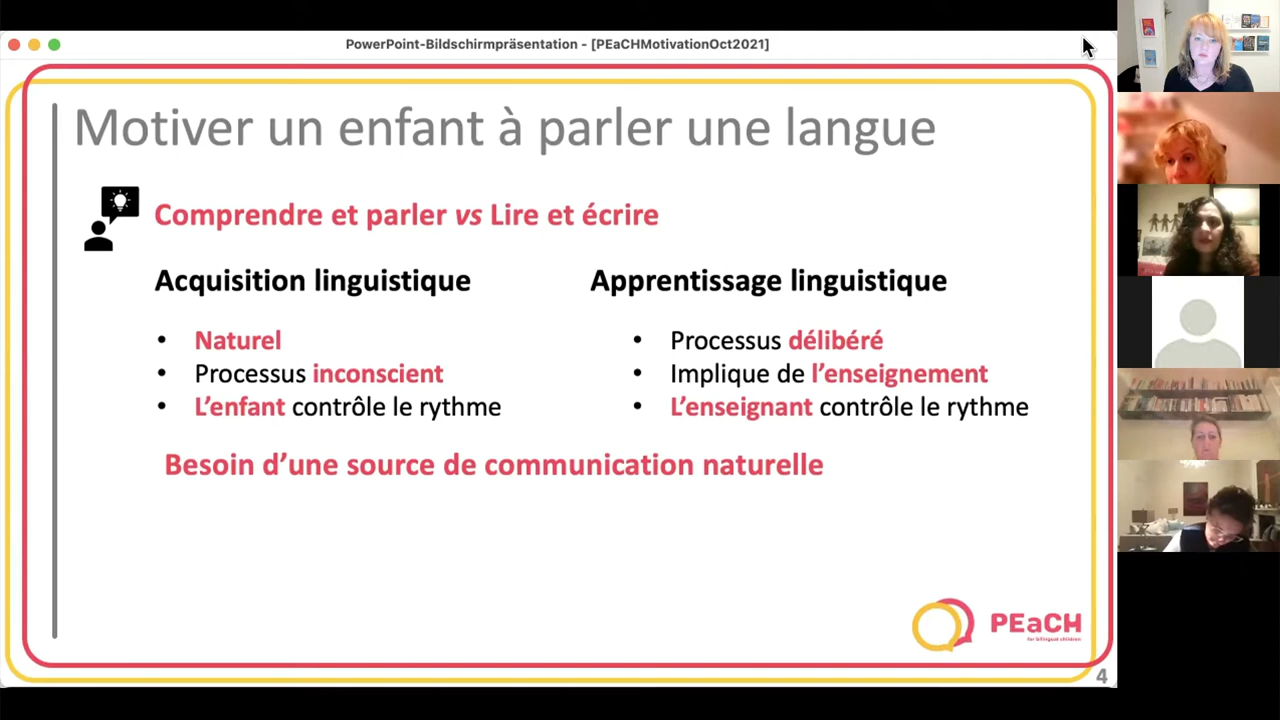 PowerPoint-Bildschirmpräsentation - [PEaCHMotivationOct2021]
Motiver un enfant à parler une langue
Comprendre et parler vs Lire et écrire
Acquisition linguistique
• Naturel
• Processus inconscient
• L’enfant contrôle le rythme
Apprentissage linguistique
• Processus délibéré
• Implique de l’enseignement
• L’enseignant contrôle le rythme
Besoin d’une source de communication naturelle
PEaCH
for bilingual children
4